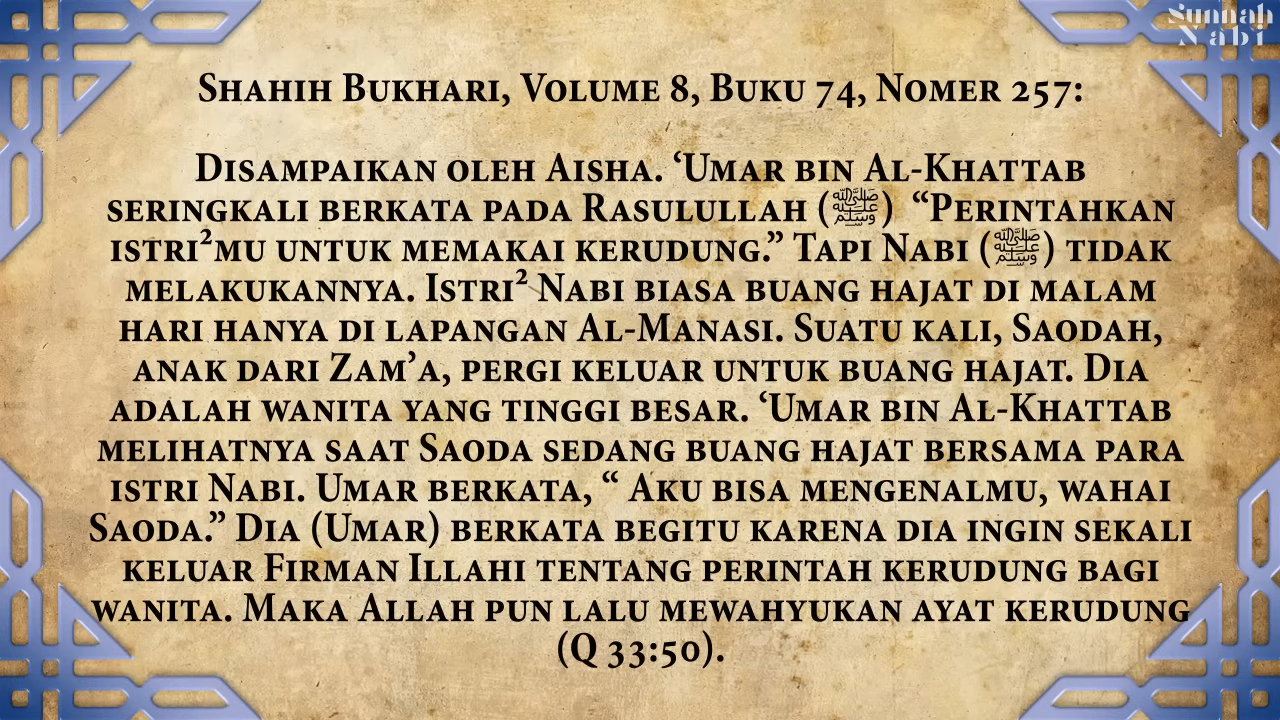 Sunnah
Nabi
Shahih Bukhari, Volume 8, Buku 74, Nomer 257:
Disampaikan oleh Aisha. ‘Umar bin Al-Khattab
seringkali berkata pada Rasulullah (ﷺ) “Perintahkan
istri²mu untuk memakai kerudung.” Tapi Nabi (ﷺ) tidak
melakukannya. Istri² Nabi biasa buang hajat di malam
hari hanya di lapangan Al-Manasi. Suatu kali, Saodah,
anak dari Zam’a, pergi keluar untuk buang hajat. Dia
adalah wanita yang tinggi besar. ‘Umar bin Al-Khattab
melihatnya saat Saoda sedang buang hajat bersama para
istri Nabi. Umar berkata, “ Aku bisa mengenalmu, wahai
Saoda.” Dia (Umar) berkata begitu karena dia ingin sekali
keluar Firman Illahi tentang perintah kerudung bagi
wanita. Maka Allah pun lalu mewahyukan ayat kerudung
(Q 33:50).